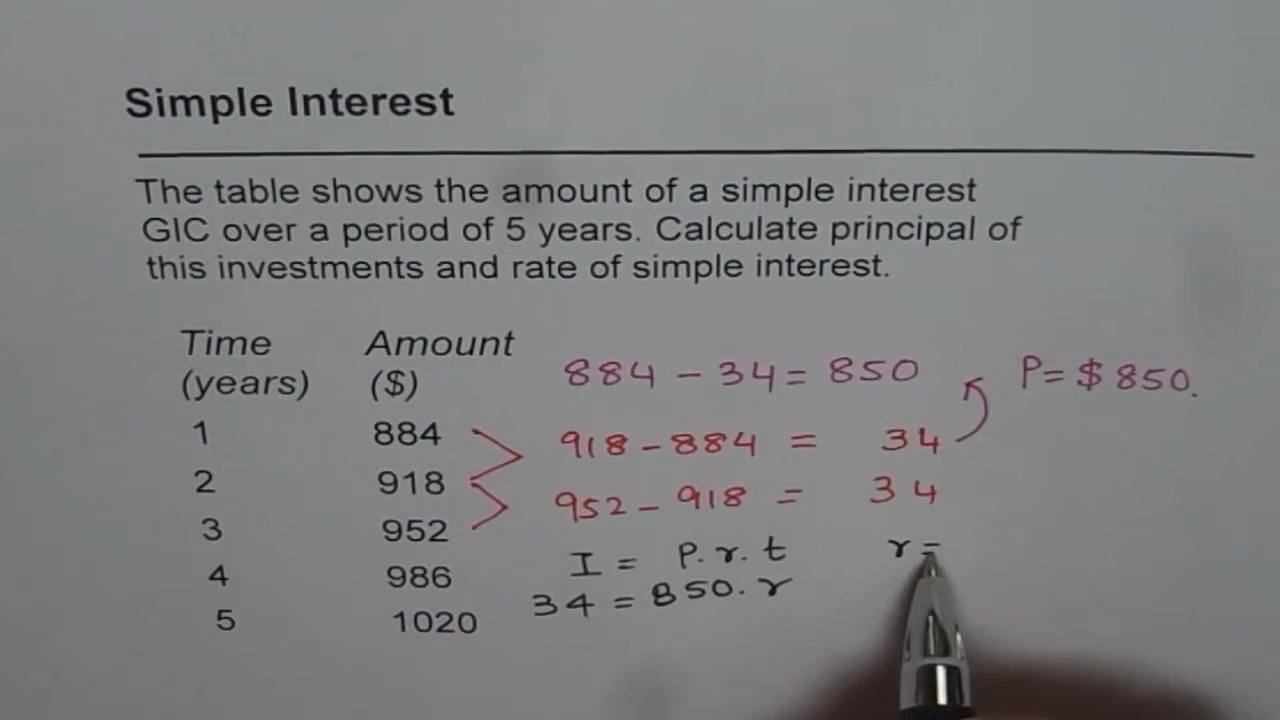 Simple Interest
The table shows the amount of a simple interest
GIC over a period of 5 years. Calculate principal of
this investments and rate of simple interest.
Time (years) Amount ($)
884 - 34 = 850 P = $ 850.
1 884 918 - 884 = 34
2 918
3 952 952 - 918 = 34
I = P. r. t r =
4 986 34 = 850. r
5 1020